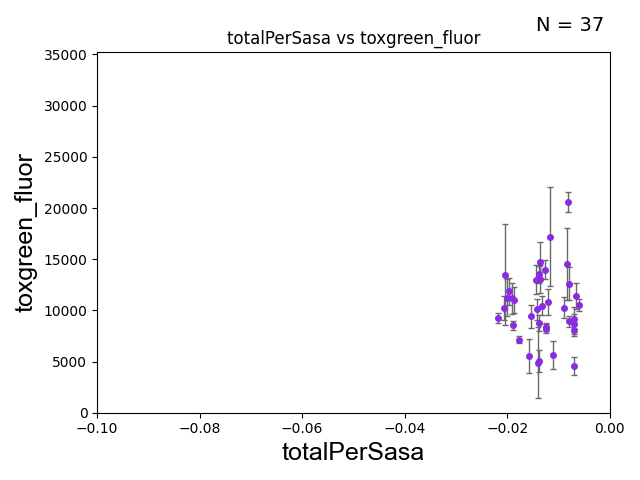 N = 37
totalPerSasa vs toxgreen_fluor
35000
30000
25000
20000
15000
10000
5000
0
toxgreen_fluor
−0.10 −0.08 −0.06 −0.04 −0.02 0.00
totalPerSasa